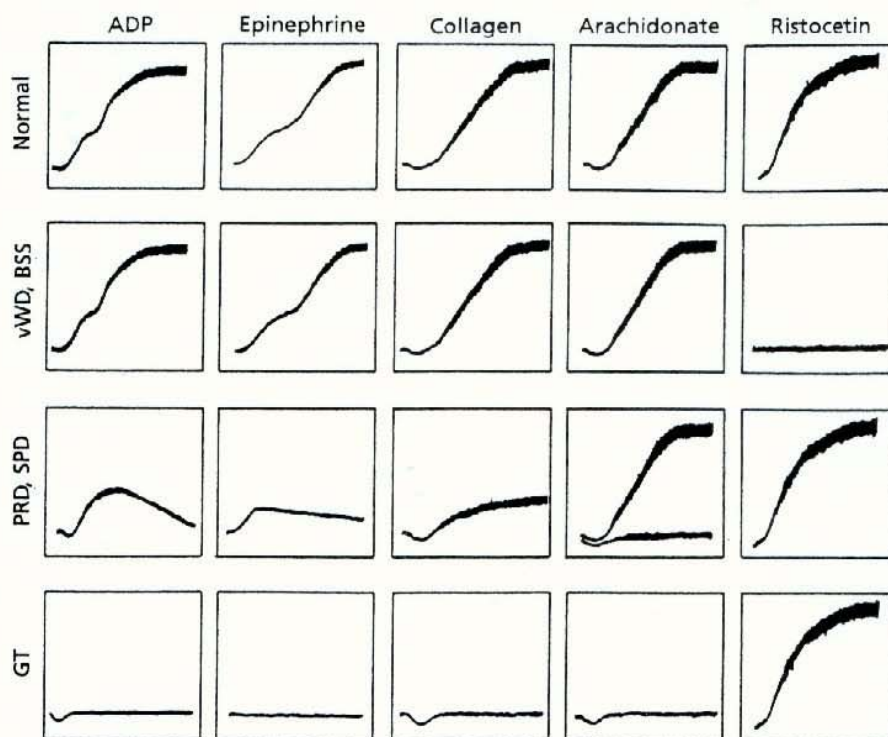 ADP Epinephrine Collagen Arachidonate Ristocetin
Normal
vWD, BSS
PRD, SPD
GT